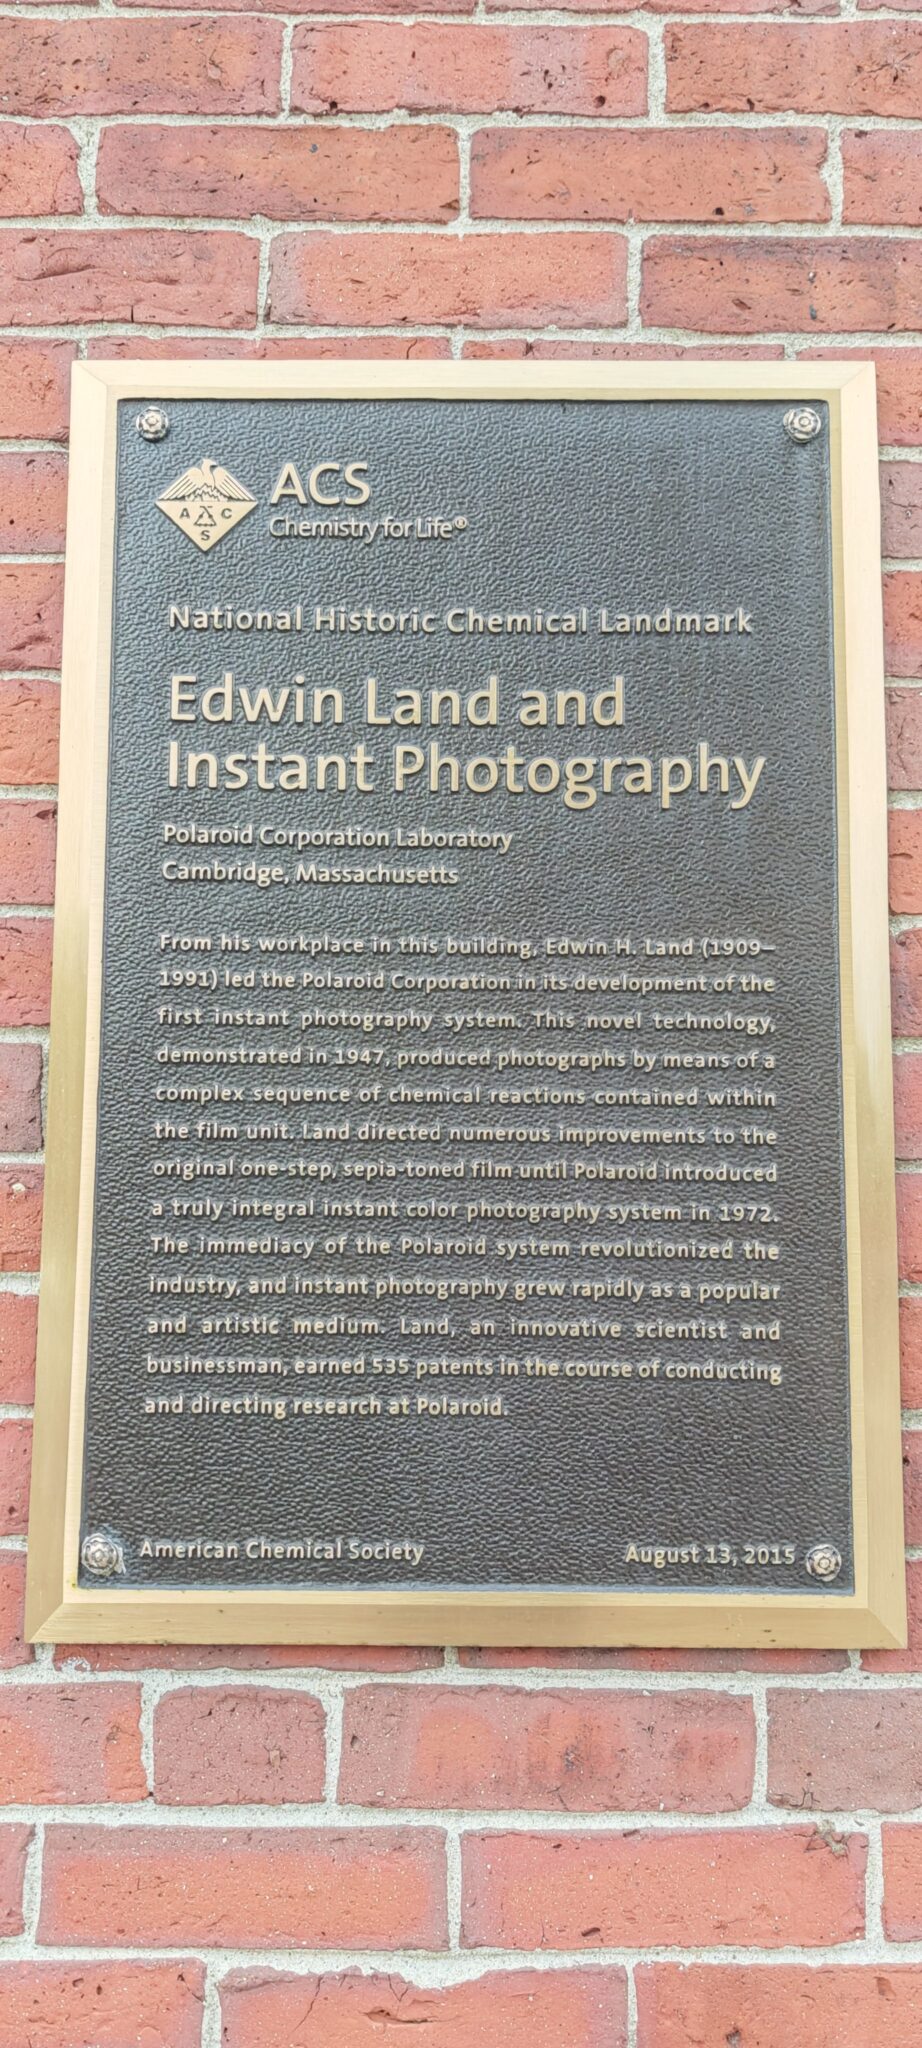 ACS
Chemistry for Life®
A C
S
National Historic Chemical Landmark
Edwin Land and
Instant Photography
Polaroid Corporation Laboratory
Cambridge, Massachusetts
From his workplace in this building, Edwin H. Land (1909–
1991) led the Polaroid Corporation in its development of the
first instant photography system. This novel technology,
demonstrated in 1947, produced photographs by means of a
complex sequence of chemical reactions contained within
the film unit. Land directed numerous improvements to the
original one-step, sepia-toned film until Polaroid introduced
a truly integral instant color photography system in 1972.
The immediacy of the Polaroid system revolutionized the
industry, and instant photography grew rapidly as a popular
and artistic medium. Land, an innovative scientist and
businessman, earned 535 patents in the course of conducting
and directing research at Polaroid.
American Chemical Society August 13, 2015